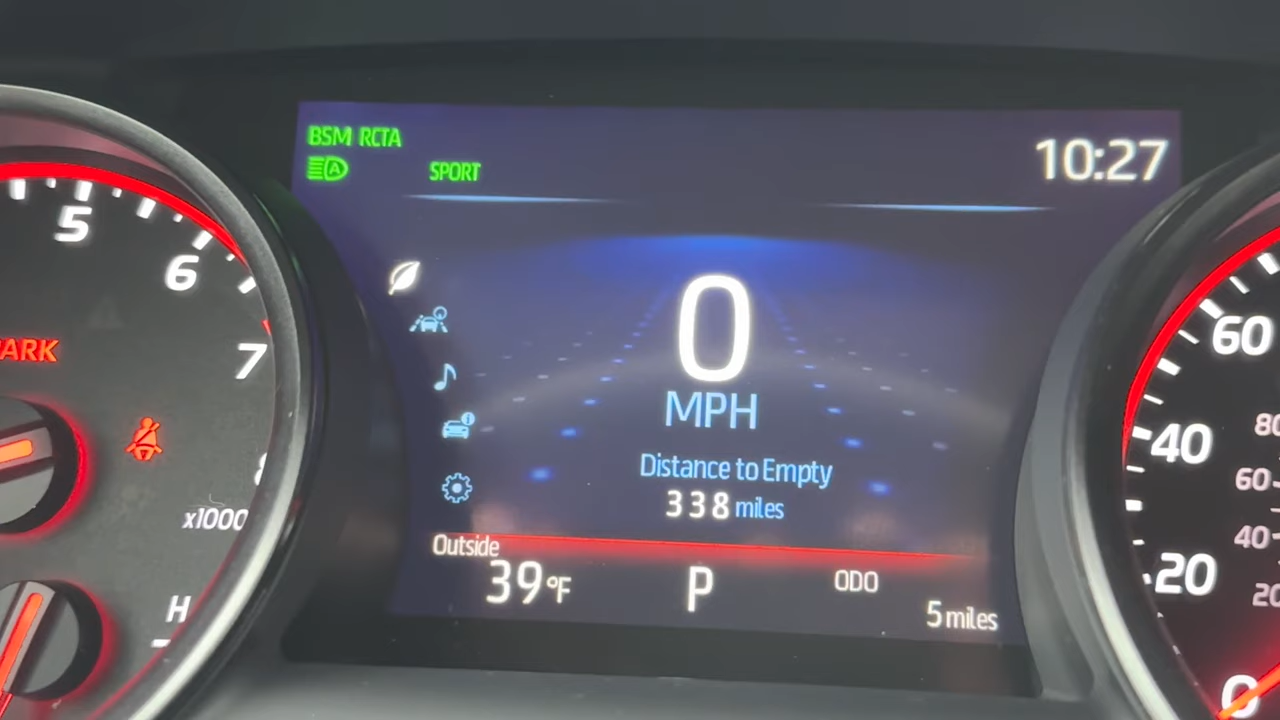 BSM RCTA
SPORT
10:27
5
6
7
ARK
x1000
H
0
MPH
Distance to Empty
338 miles
Outside
39°F
P
ODO
5 miles
60
40
20
0
80
60
40
20